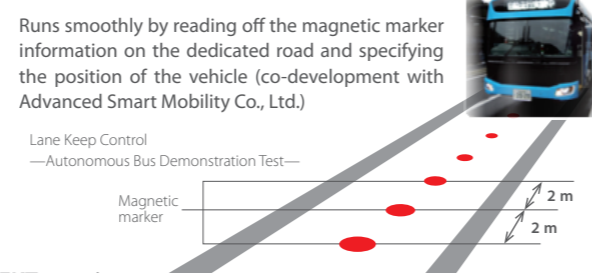 Runs smoothly by reading off the magnetic marker
information on the dedicated road and specifying
the position of the vehicle (co-development with
Advanced Smart Mobility Co., Ltd.)
Lane Keep Control
—Autonomous Bus Demonstration Test—
Magnetic
marker
2 m
2 m